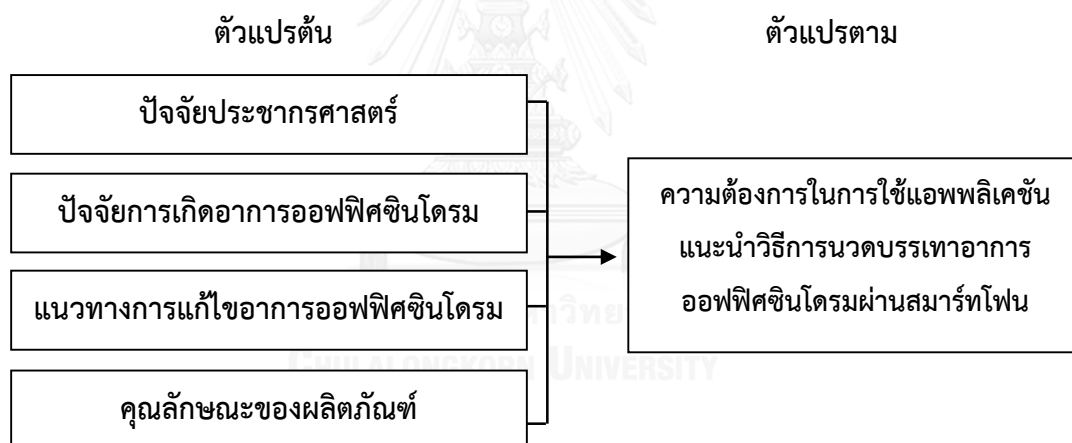 ตัวแปรต้น
ตัวแปรตาม
ปัจจัยประชากรศาสตร์
ปัจจัยการเกิดอาการออฟฟิศซินโดรม
แนวทางการแก้ไขอาการออฟฟิศซินโดรม
คุณลักษณะของผลิตภัณฑ์
ความต้องการในการใช้แอพพลิเคชัน
แนะนำวิธีการนวดบรรเทาอาการ
ออฟฟิศซินโดรมผ่านสมาร์ทโฟน
CHULALONGKORN UNIVERSITY